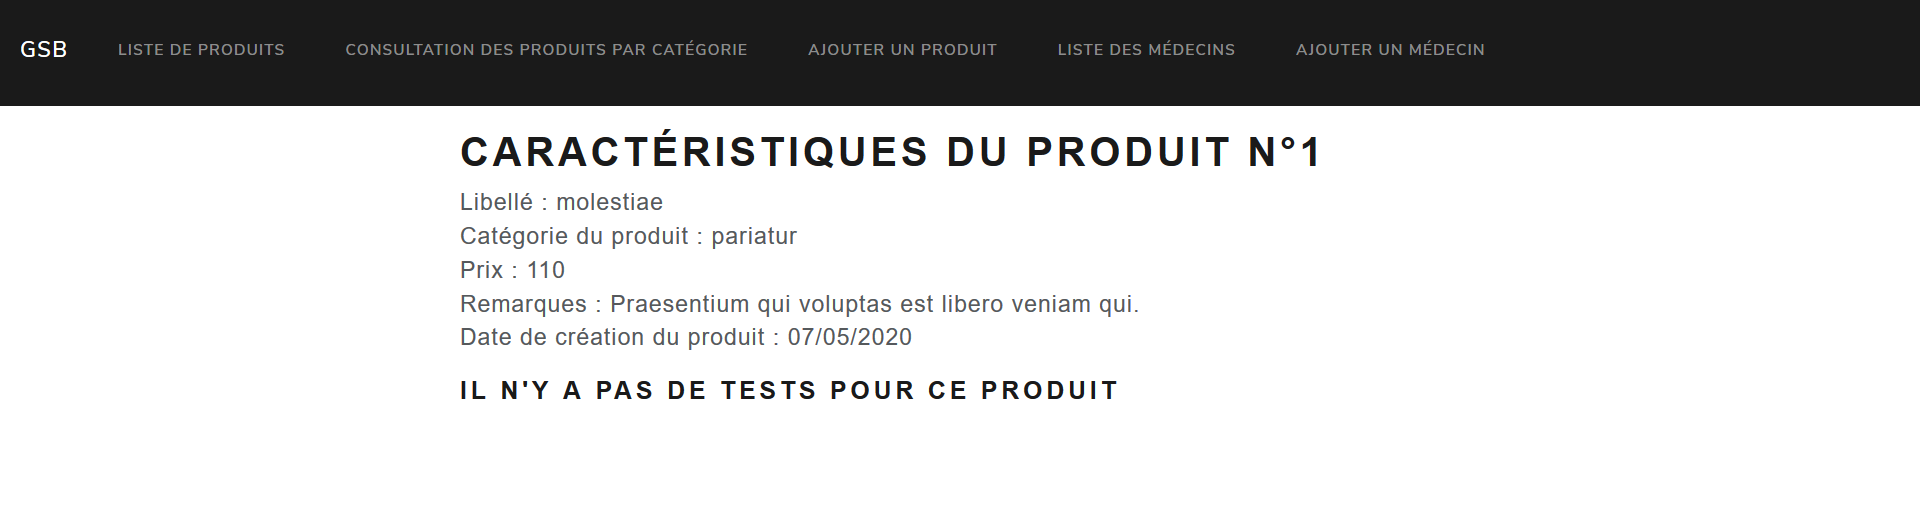 GSB LISTE DE PRODUITS CONSULTATION DES PRODUITS PAR CATÉGORIE AJOUTER UN PRODUIT LISTE DES MÉDECINS AJOUTER UN MÉDECIN
CARACTÉRISTIQUES DU PRODUIT N°1
Libellé : molestiae
Catégorie du produit : pariatur
Prix : 110
Remarques : Praesentium qui voluptas est libero veniam qui.
Date de création du produit : 07/05/2020
IL N'Y A PAS DE TESTS POUR CE PRODUIT